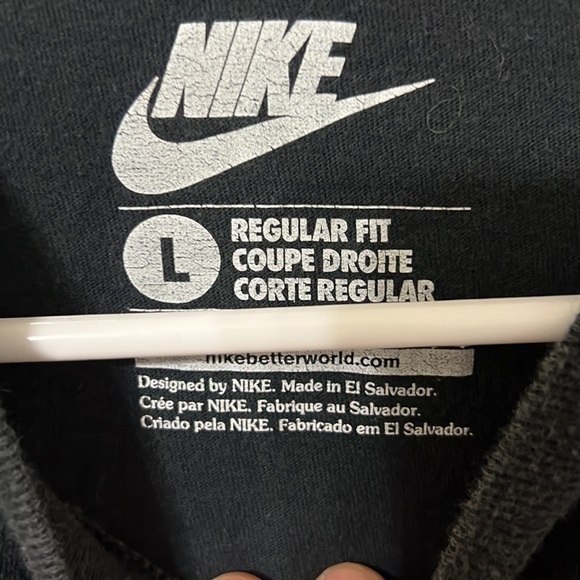 NIKE
L
REGULAR FIT
COUPE DROITE
CORTE REGULAR
nikebetterworld.com
Designed by NIKE. Made in El Salvador.
Crée par NIKE. Fabrique au Salvador.
Criado pela NIKE. Fabricado em El Salvador.